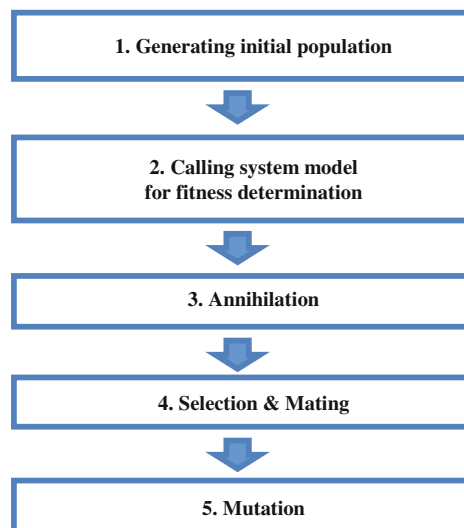 1. Generating initial population
2. Calling system model
for fitness determination
3. Annihilation
4. Selection & Mating
5. Mutation